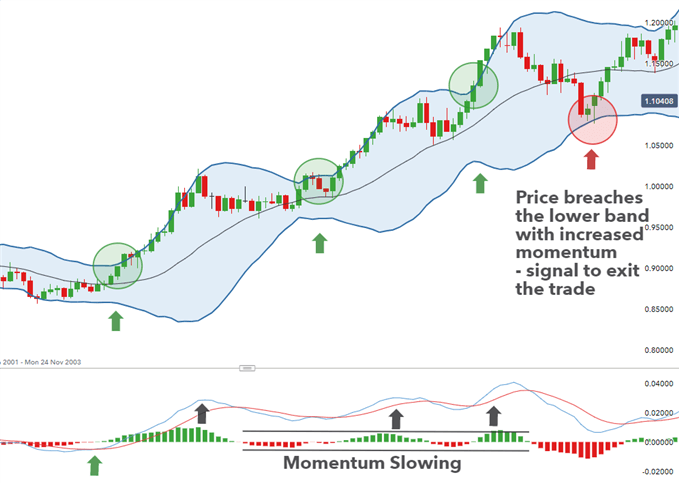 1.20000
1.15000
1.10408
1.05000
1.00000
0.95000
Price breaches
the lower band
with increased
momentum
- signal to exit
the trade
0.90000
0.85000
0.80000
2001 - Mon 24 Nov 2003
0.04000
0.02000
0.00000
-0.02000
Momentum Slowing